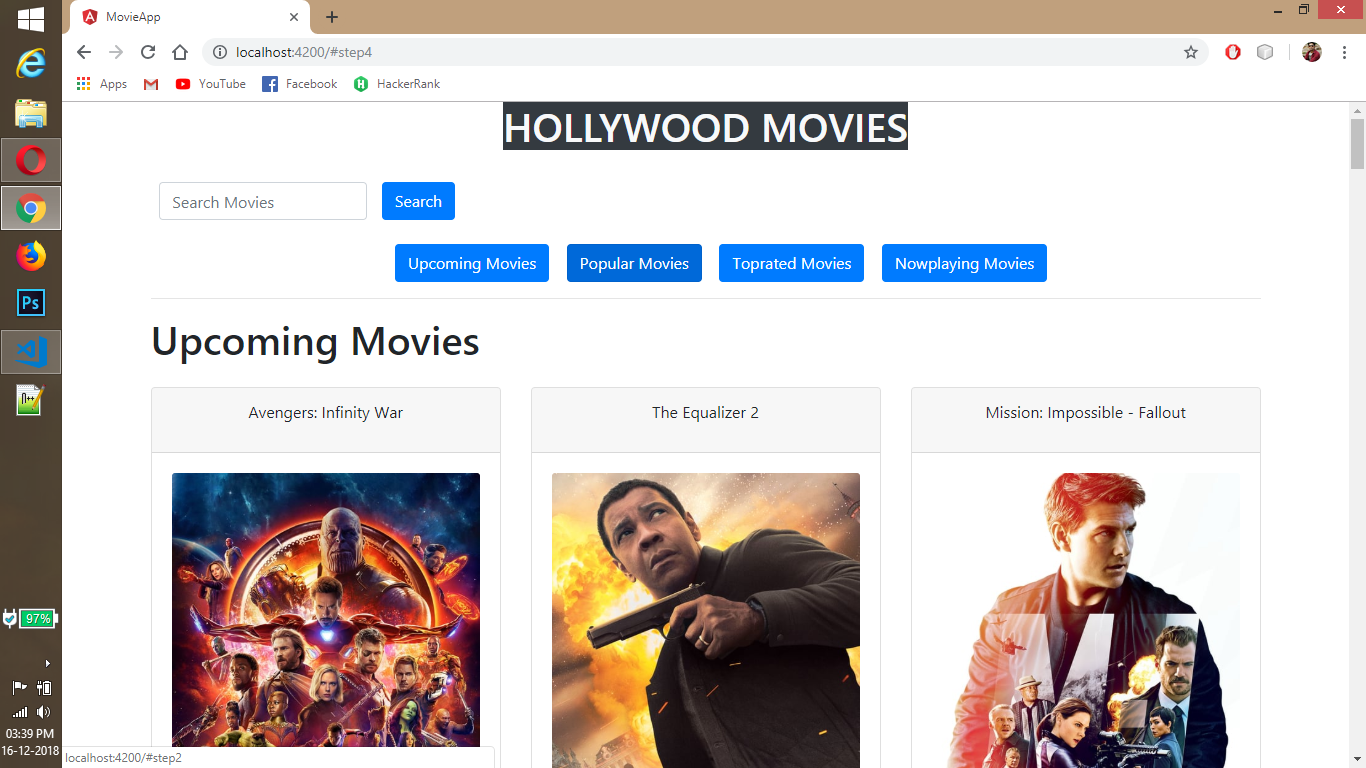 MovieApp
localhost:4200/#step4
Apps
YouTube
Facebook
HackerRank
HOLLYWOOD MOVIES
Search Movies
Search
Upcoming Movies
Popular Movies
Toprated Movies
Nowplaying Movies
Upcoming Movies
Avengers: Infinity War
The Equalizer 2
Mission: Impossible - Fallout
Ps
97%
03:39 PM
16-12-2018
localhost:4200/#step2